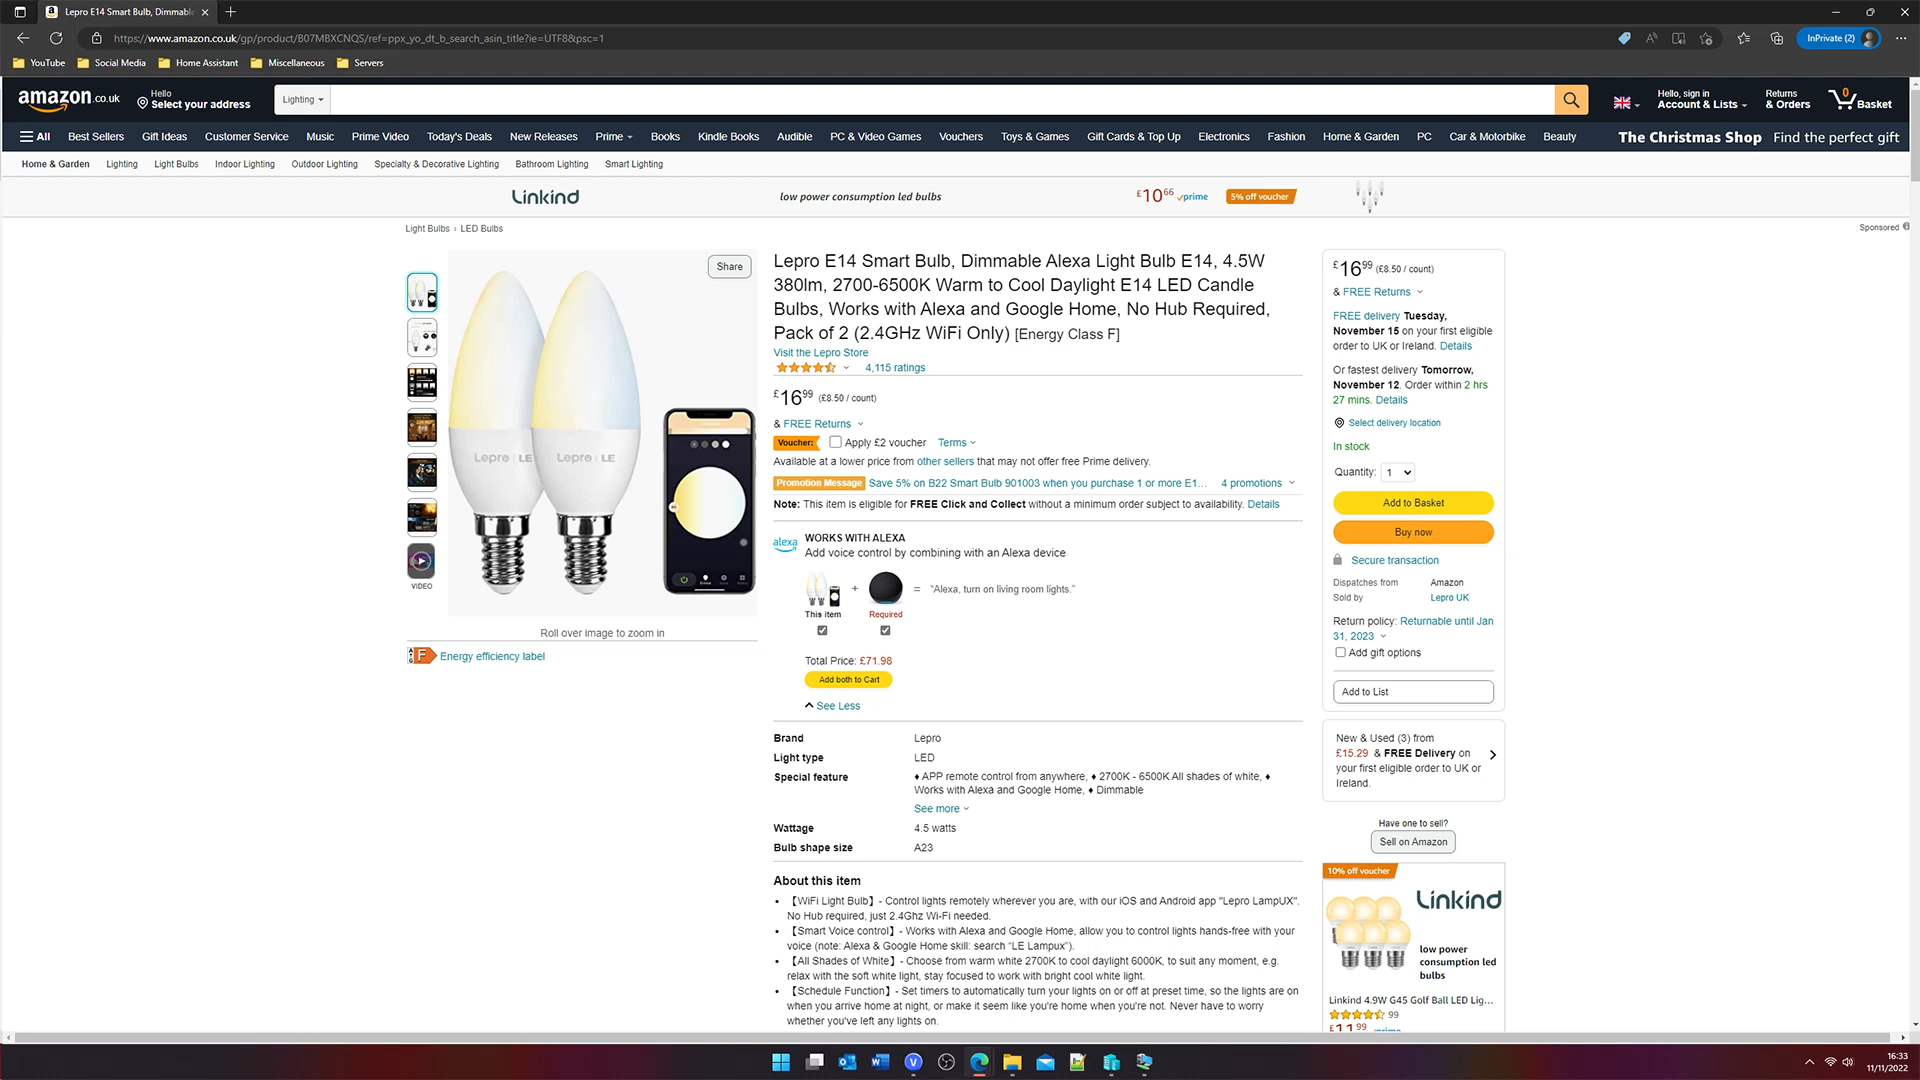 Lepro E14 Smart Bulb, Dimmable
https://www.amazon.co.uk/gp/product/B07MBXCNQS/ref=ppx_yo_dt_b_search_asin_title?ie=UTF8&psc=1
InPrivate (2)
YouTube
Social Media
Home Assistant
Miscellaneous
Servers
amazon.co.uk
Hello
Select your address
Lighting
Hello, sign in
Account & Lists
Returns
& Orders
0
Basket
All
Best Sellers
Gift Ideas
Customer Service
Music
Prime Video
Today's Deals
New Releases
Prime
Books
Kindle Books
Audible
PC & Video Games
Vouchers
Toys & Games
Gift Cards & Top Up
Electronics
Fashion
Home & Garden
PC
Car & Motorbike
Beauty
The Christmas Shop Find the perfect gift
Home & Garden
Lighting
Light Bulbs
Indoor Lighting
Outdoor Lighting
Specialty & Decorative Lighting
Bathroom Lighting
Smart Lighting
Linkind
low power consumption led bulbs
£10 66 prime
5% off voucher
Light Bulbs › LED Bulbs
Sponsored
Share
Lepro | LE
Lepro | LE
VIDEO
Roll over image to zoom in
F Energy efficiency label
Lepro E14 Smart Bulb, Dimmable Alexa Light Bulb E14, 4.5W
380lm, 2700-6500K Warm to Cool Daylight E14 LED Candle
Bulbs, Works with Alexa and Google Home, No Hub Required,
Pack of 2 (2.4GHz WiFi Only) [Energy Class F]
Visit the Lepro Store
4,115 ratings
£16 99 (£8.50 / count)
& FREE Returns
Voucher: Apply £2 voucher Terms
Available at a lower price from other sellers that may not offer free Prime delivery.
Promotion Message Save 5% on B22 Smart Bulb 901003 when you purchase 1 or more E1... 4 promotions
Note: This item is eligible for FREE Click and Collect without a minimum order subject to availability. Details
alexa
WORKS WITH ALEXA
Add voice control by combining with an Alexa device
+ = "Alexa, turn on living room lights."
This item
Required
Total Price: £71.98
Add both to Cart
See Less
Brand Lepro
Light type LED
Special feature ♦ APP remote control from anywhere, ♦ 2700K - 6500K All shades of white, ♦
Works with Alexa and Google Home, ♦ Dimmable
See more
Wattage 4.5 watts
Bulb shape size A23
About this item
• 【WiFi Light Bulb】- Control lights remotely wherever you are, with our iOS and Android app "Lepro LampUX".
No Hub required, just 2.4Ghz Wi-Fi needed.
• 【Smart Voice control】- Works with Alexa and Google Home, allow you to control lights hands-free with your
voice (note: Alexa & Google Home skill: search “LE Lampux”).
• 【All Shades of White】- Choose from warm white 2700K to cool daylight 6000K, to suit any moment, e.g.
relax with the soft white light, stay focused to work with bright cool white light.
• 【Schedule Function】- Set timers to automatically turn your lights on or off at preset time, so the lights are on
when you arrive home at night, or make it seem like you're home when you're not. Never have to worry
whether you've left any lights on.
£16 99 (£8.50 / count)
& FREE Returns
FREE delivery Tuesday,
November 15 on your first eligible
order to UK or Ireland. Details
Or fastest delivery Tomorrow,
November 12. Order within 2 hrs
27 mins. Details
Select delivery location
In stock
Quantity: 1
Add to Basket
Buy now
Secure transaction
Dispatches from Amazon
Sold by Lepro UK
Return policy: Returnable until Jan
31, 2023
Add gift options
Add to List
New & Used (3) from
£15.29 & FREE Delivery on
your first eligible order to UK or
Ireland.
Have one to sell?
Sell on Amazon
10% off voucher
Linkind
low power
consumption led
bulbs
Linkind 4.9W G45 Golf Ball LED Lig...
99
£11 99 prime
16:33
11/11/2022